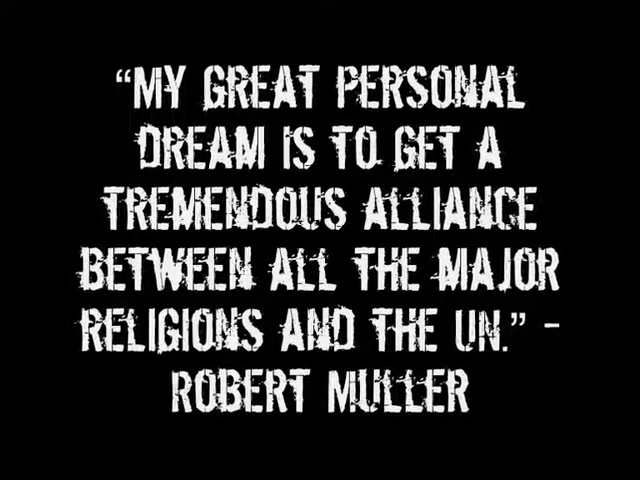 “MY GREAT PERSONAL
DREAM IS TO GET A
TREMENDOUS ALLIANCE
BETWEEN ALL THE MAJOR
RELIGIONS AND THE UN.” -
ROBERT MULLER